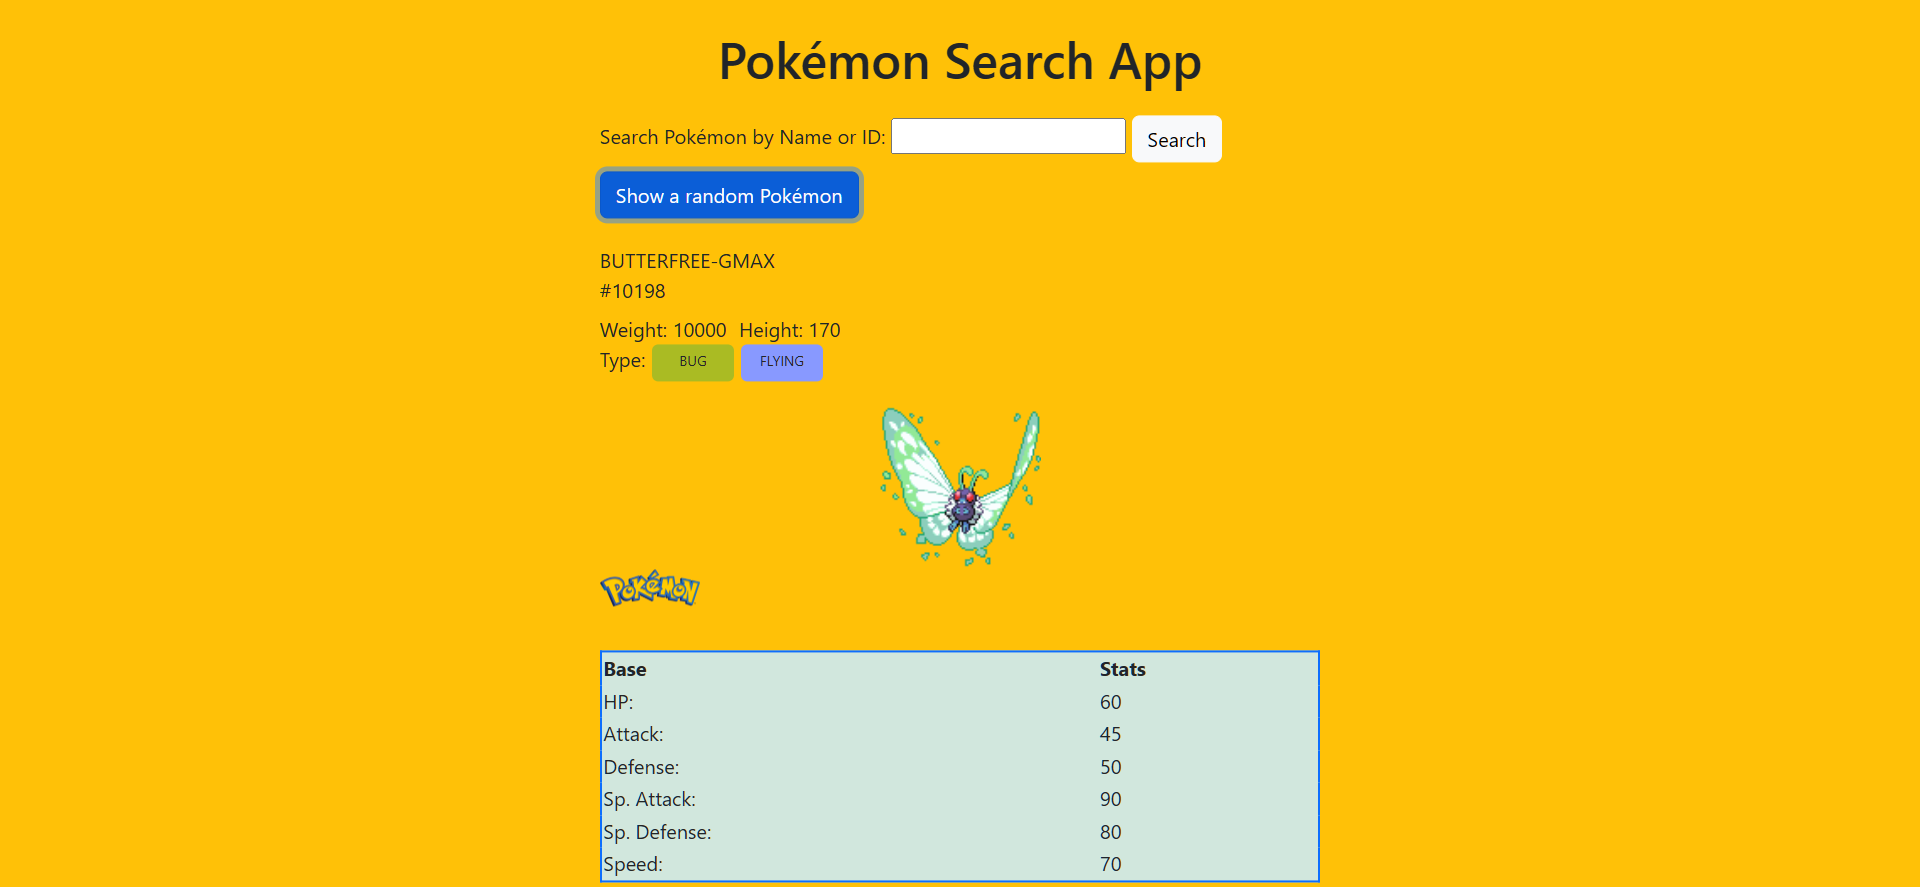 Pokémon Search App
Search Pokémon by Name or ID: Search
Show a random Pokémon
BUTTERFREE-GMAX
#10198
Weight: 10000 Height: 170
Type: BUG FLYING
POKéMON
Base Stats
HP: 60
Attack: 45
Defense: 50
Sp. Attack: 90
Sp. Defense: 80
Speed: 70